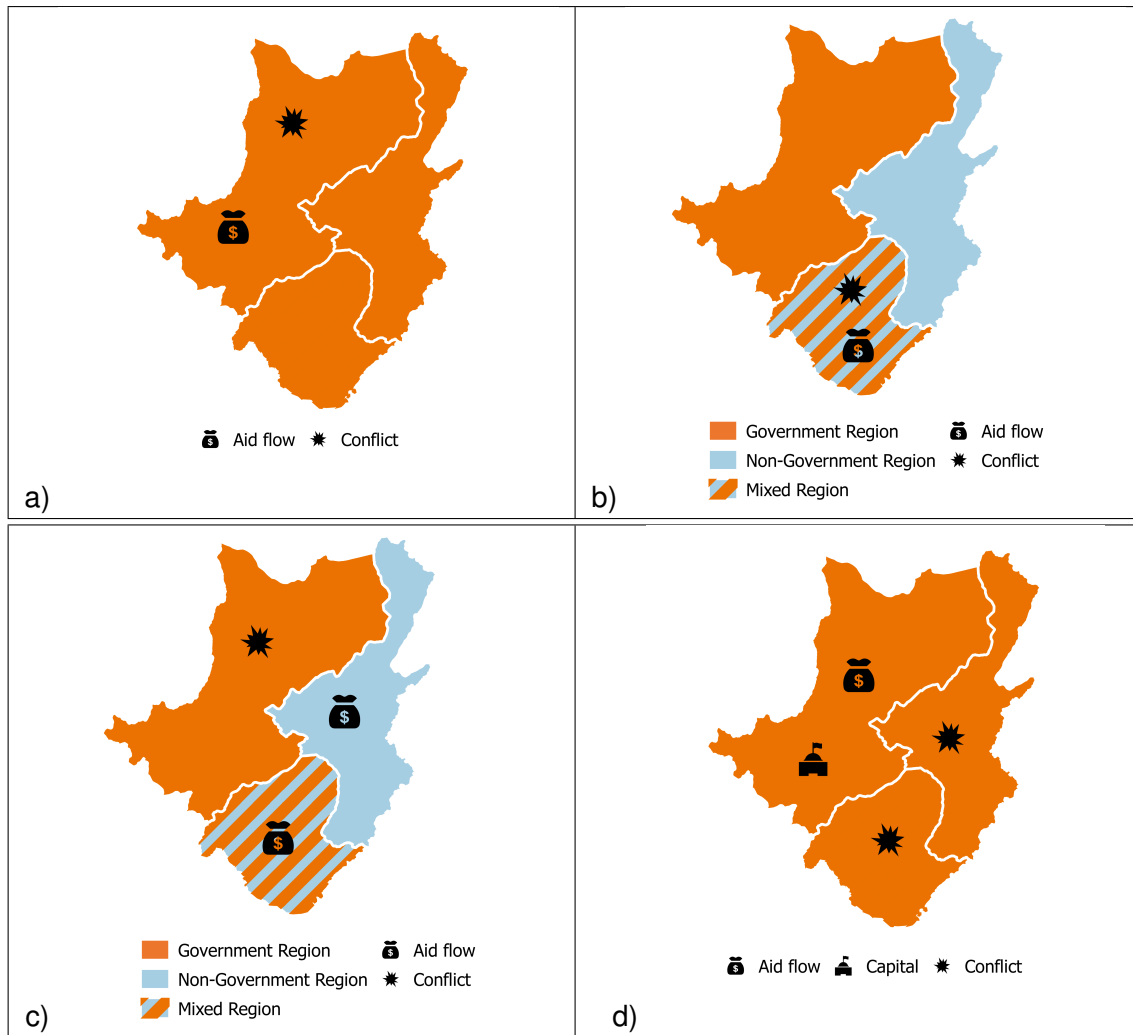 $
$ Aid flow Conflict
a)
$
Government Region $ Aid flow
Non-Government Region Conflict
Mixed Region
b)
$
$
Government Region $ Aid flow
Non-Government Region Conflict
Mixed Region
c)
$
$ Aid flow Capital Conflict
d)